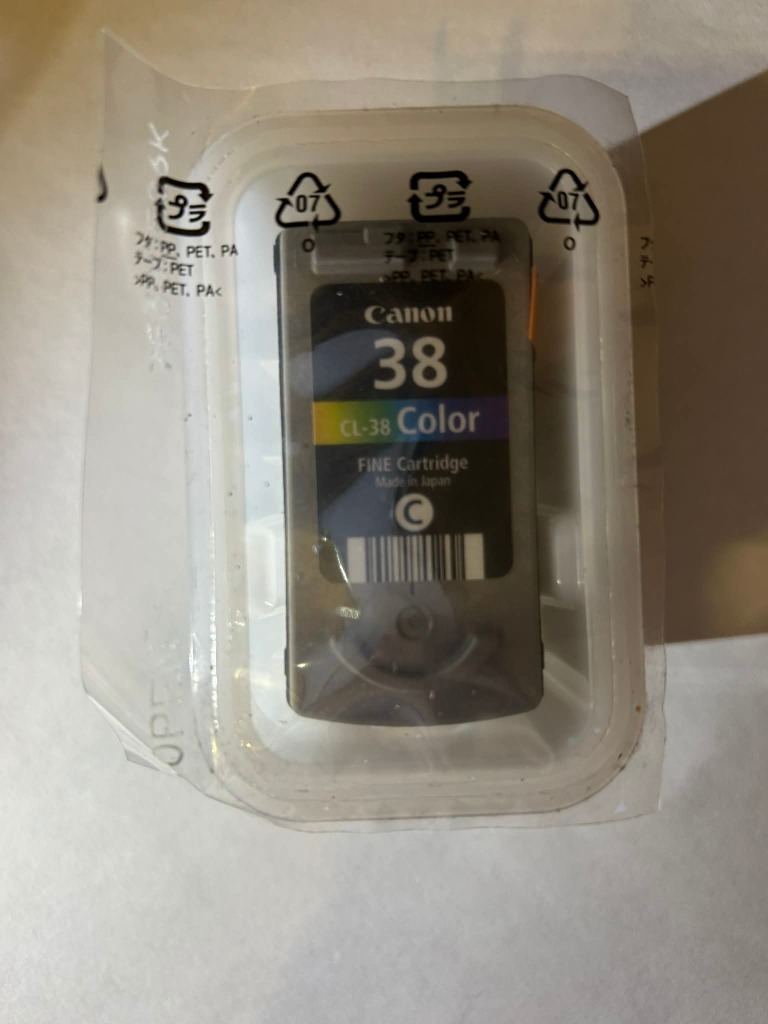 プラ
フタ:PP, PET, PA
テープ:PET
>PP, PET, PA<
07
O
プラ
フタ:PP, PET, PA
テープ:PET
>PP, PET, PA<
07
O
Canon
38
CL-38 Color
FINE Cartridge
Made in Japan
C